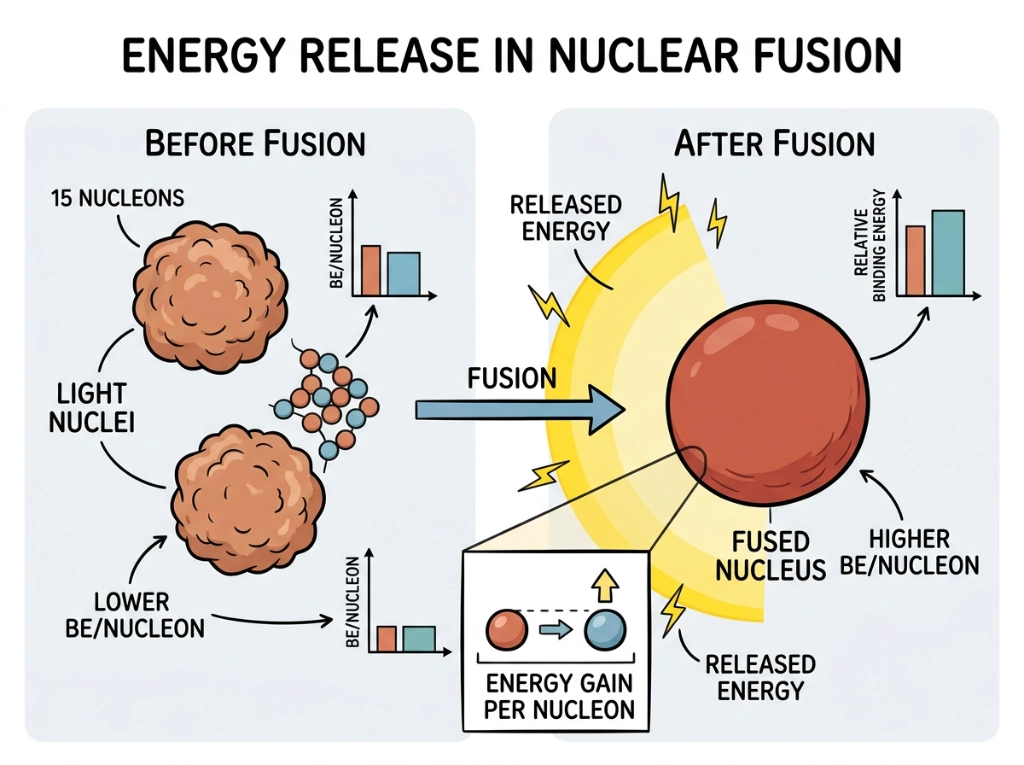 ENERGY RELEASE IN NUCLEAR FUSION
BEFORE FUSION
15 NUCLEONS
BE/NUCLEON
LIGHT
NUCLEI
LOWER
BE/NUCLEON
BE/NUCLEON
FUSION
AFTER FUSION
RELEASED
ENERGY
RELATIVE
BINDING ENERGY
FUSED
NUCLEUS
HIGHER
BE/NUCLEON
ENERGY GAIN
PER NUCLEON
RELEASED
ENERGY